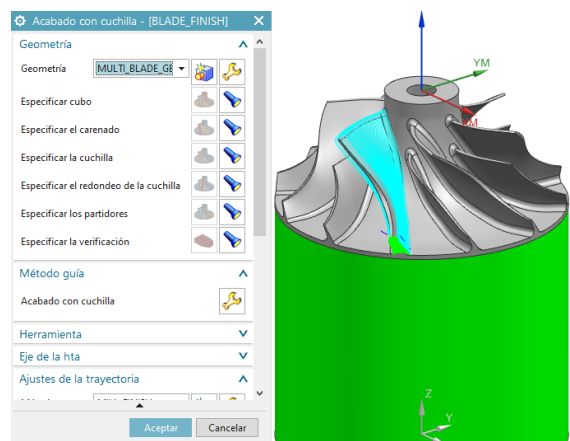 Acabado con cuchilla - [BLADE_FINISH]
Geometría
Geometría MULTI_BLADE_GE
Especificar cubo
Especificar el carenado
Especificar la cuchilla
Especificar el redondeo de la cuchilla
Especificar los partidores
Especificar la verificación
Método guía
Acabado con cuchilla
Herramienta
Eje de la hta
Ajustes de la trayectoria
Aceptar Cancelar
YM
XM
Z
Y